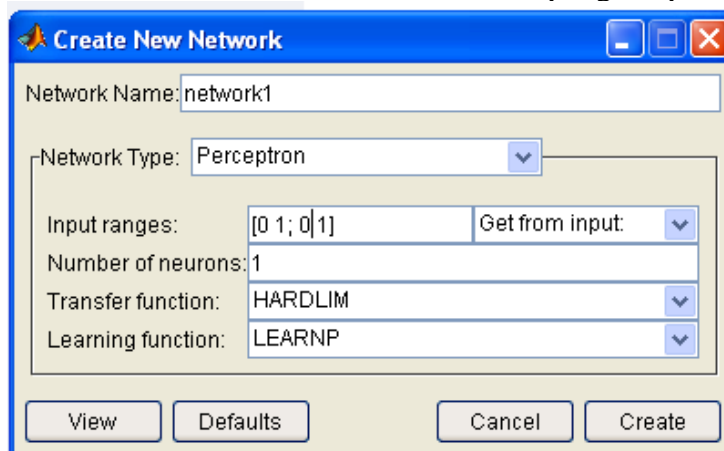 Create New Network
Network Name: network1
Network Type: Perceptron
Input ranges: [0 1; 0 1] Get from input:
Number of neurons: 1
Transfer function: HARDLIM
Learning function: LEARNP
View Defaults Cancel Create